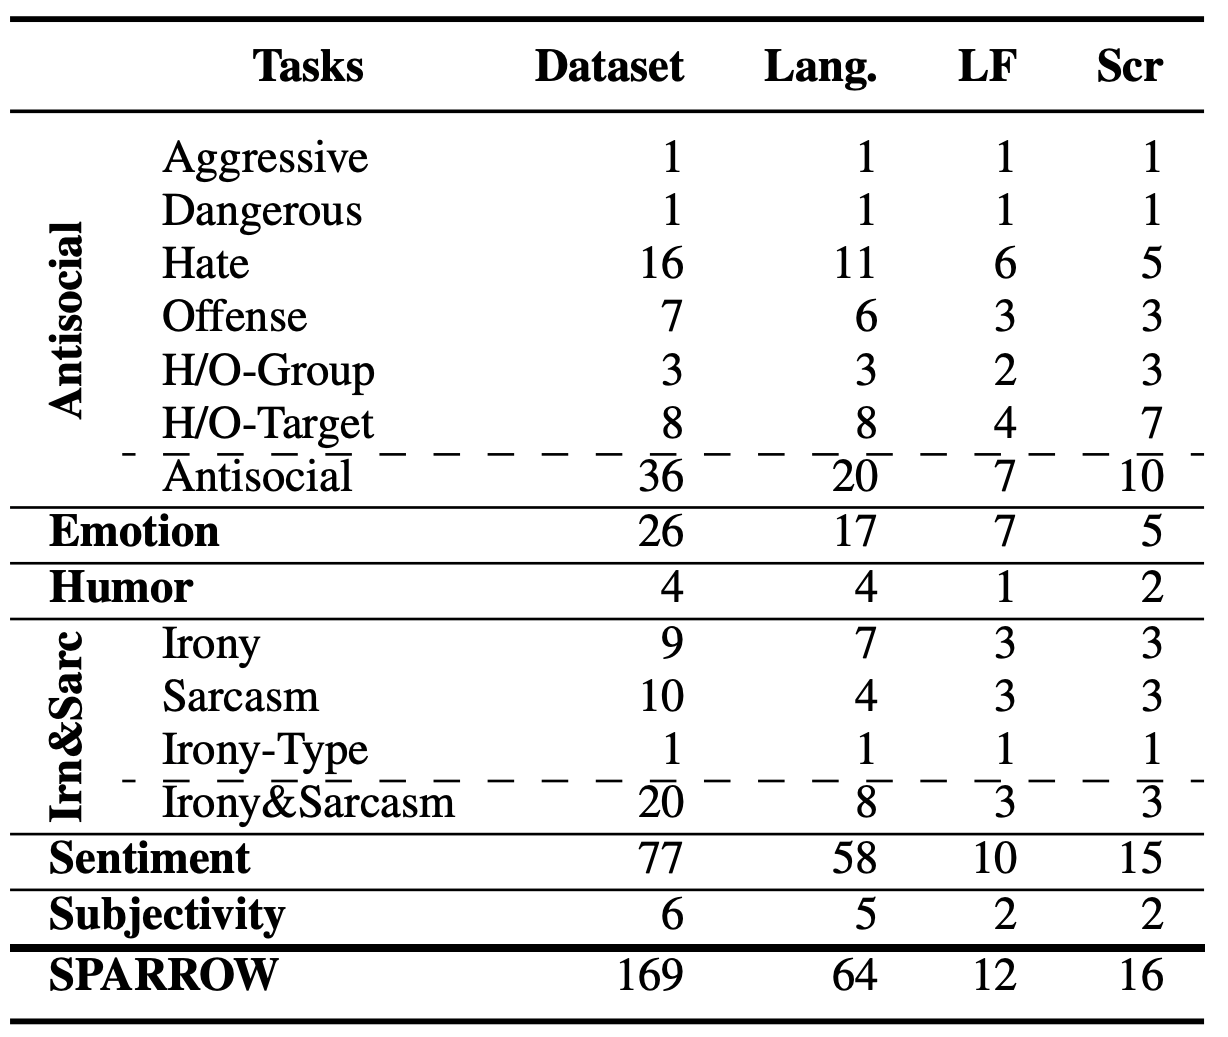 Tasks Dataset Lang. LF Scr
Antisocial
Aggressive 1 1 1 1
Dangerous 1 1 1 1
Hate 16 11 6 5
Offense 7 6 3 3
H/O-Group 3 3 2 3
H/O-Target 8 8 4 7
Antisocial 36 20 7 10
Emotion 26 17 7 5
Humor 4 4 1 2
Irn&Sarc
Irony 9 7 3 3
Sarcasm 10 4 3 3
Irony-Type 1 1 1 1
Irony&Sarcasm 20 8 3 3
Sentiment 77 58 10 15
Subjectivity 6 5 2 2
SPARROW 169 64 12 16